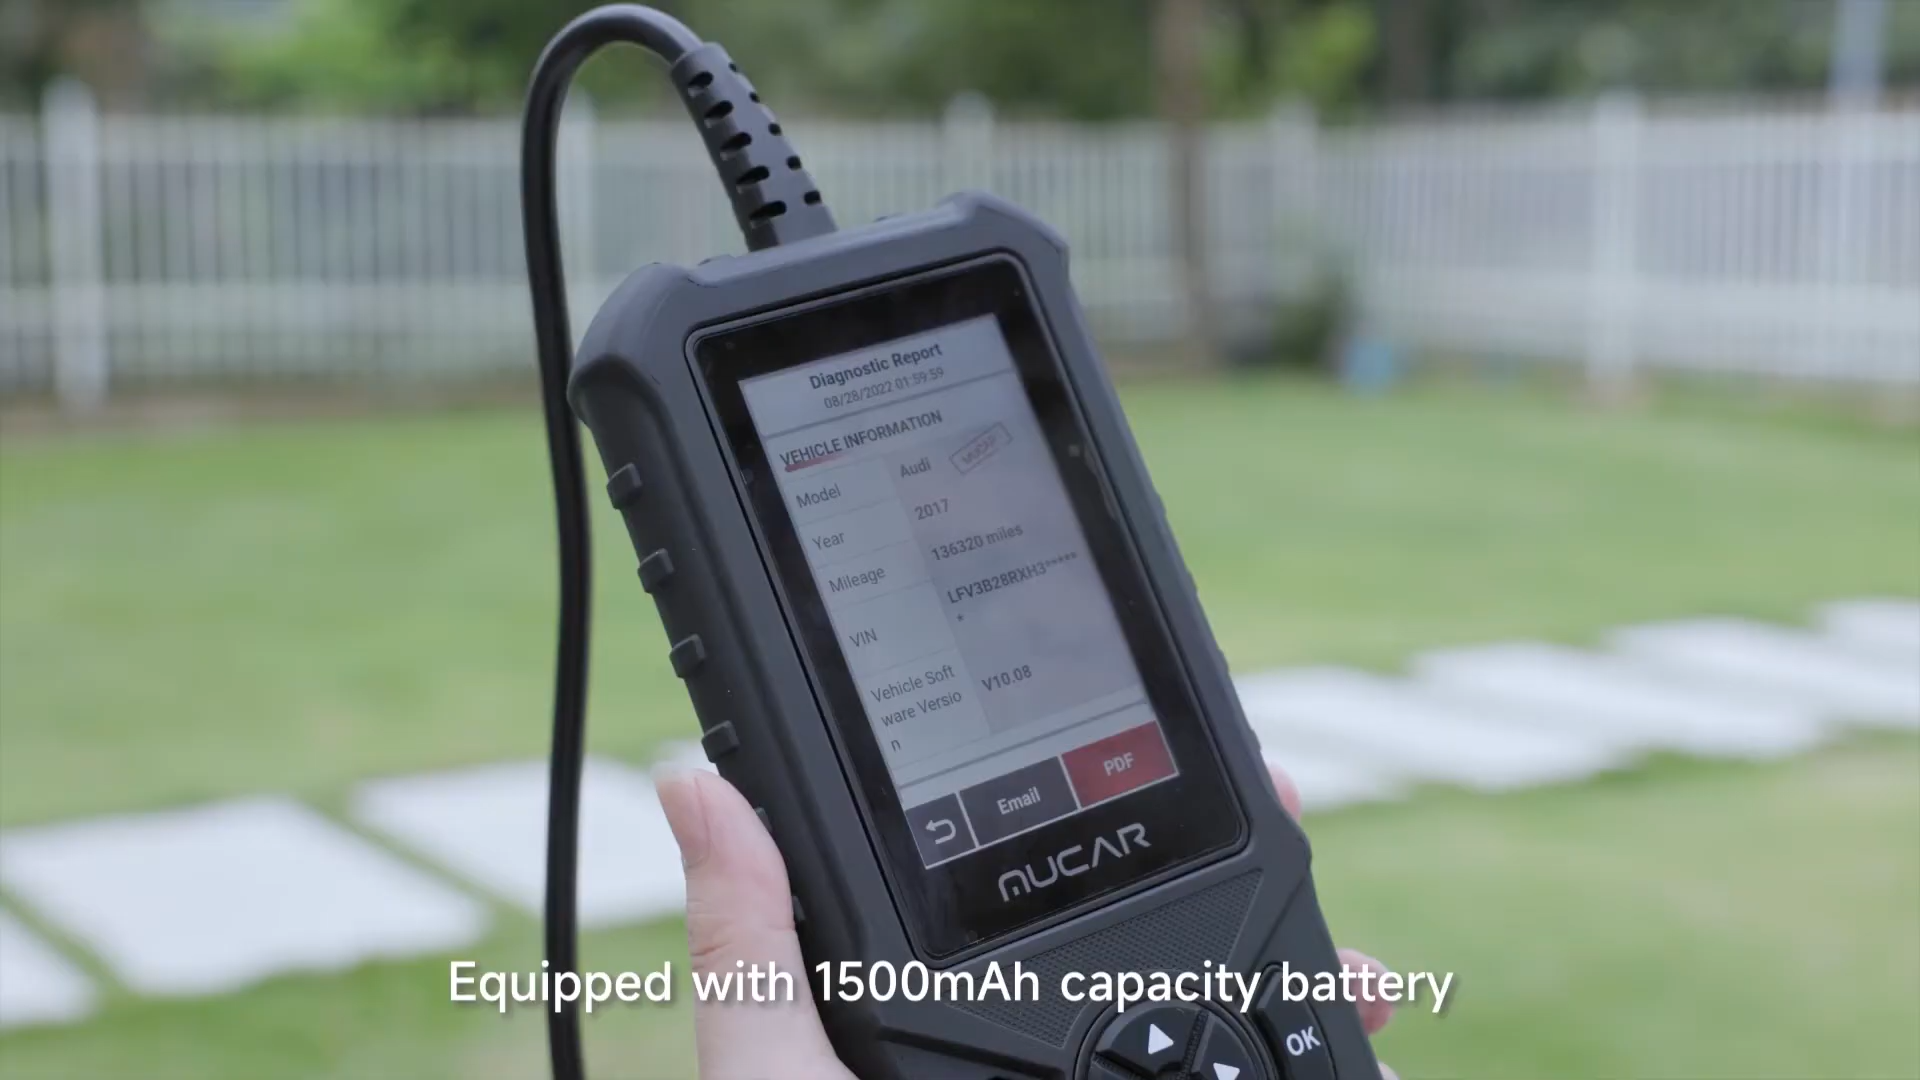 Diagnostic Report
08/28/2022 01:59:59
VEHICLE INFORMATION
MUCAR
Model Audi
Year 2017
Mileage 136320 miles
VIN LFV3B28RXH3*****
*
Vehicle Soft
ware Versio
n
V10.08
Email
PDF
MUCAR
Equipped with 1500mAh capacity battery
OK